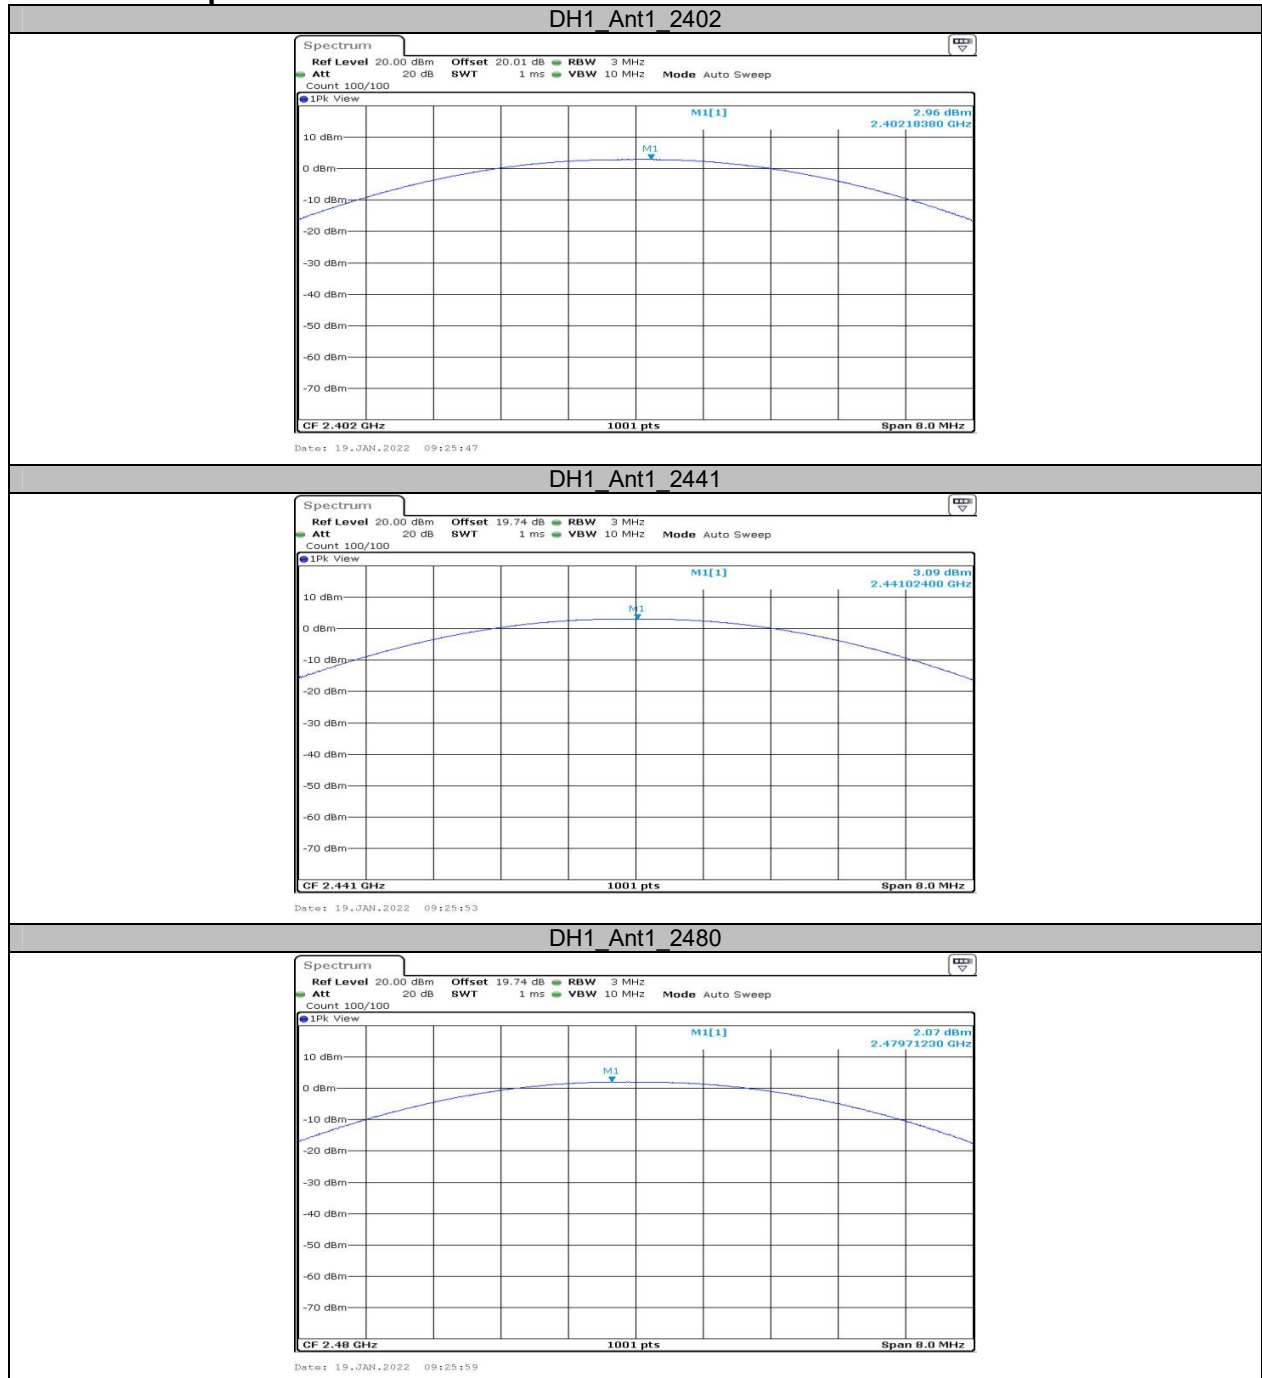 DH1_Ant1_2402
Spectrum
Ref Level 20.00 dBm Offset 20.01 dB RBW 3 MHz
Att 20 dB SWT 1 ms VBW 10 MHz Mode Auto Sweep
Count 100/100
1Pk View
M1[1] 2.96 dBm
2.40218380 GHz
10 dBm
M1
0 dBm
-10 dBm
-20 dBm
-30 dBm
-40 dBm
-50 dBm
-60 dBm
-70 dBm
CF 2.402 GHz 1001 pts Span 8.0 MHz
Date: 19.JAN.2022 09:25:47
DH1_Ant1_2441
Spectrum
Ref Level 20.00 dBm Offset 19.74 dB RBW 3 MHz
Att 20 dB SWT 1 ms VBW 10 MHz Mode Auto Sweep
Count 100/100
1Pk View
M1[1] 3.09 dBm
2.44102400 GHz
10 dBm
M1
0 dBm
-10 dBm
-20 dBm
-30 dBm
-40 dBm
-50 dBm
-60 dBm
-70 dBm
CF 2.441 GHz 1001 pts Span 8.0 MHz
Date: 19.JAN.2022 09:25:53
DH1_Ant1_2480
Spectrum
Ref Level 20.00 dBm Offset 19.74 dB RBW 3 MHz
Att 20 dB SWT 1 ms VBW 10 MHz Mode Auto Sweep
Count 100/100
1Pk View
M1[1] 2.07 dBm
2.47971230 GHz
10 dBm
M1
0 dBm
-10 dBm
-20 dBm
-30 dBm
-40 dBm
-50 dBm
-60 dBm
-70 dBm
CF 2.48 GHz 1001 pts Span 8.0 MHz
Date: 19.JAN.2022 09:25:59